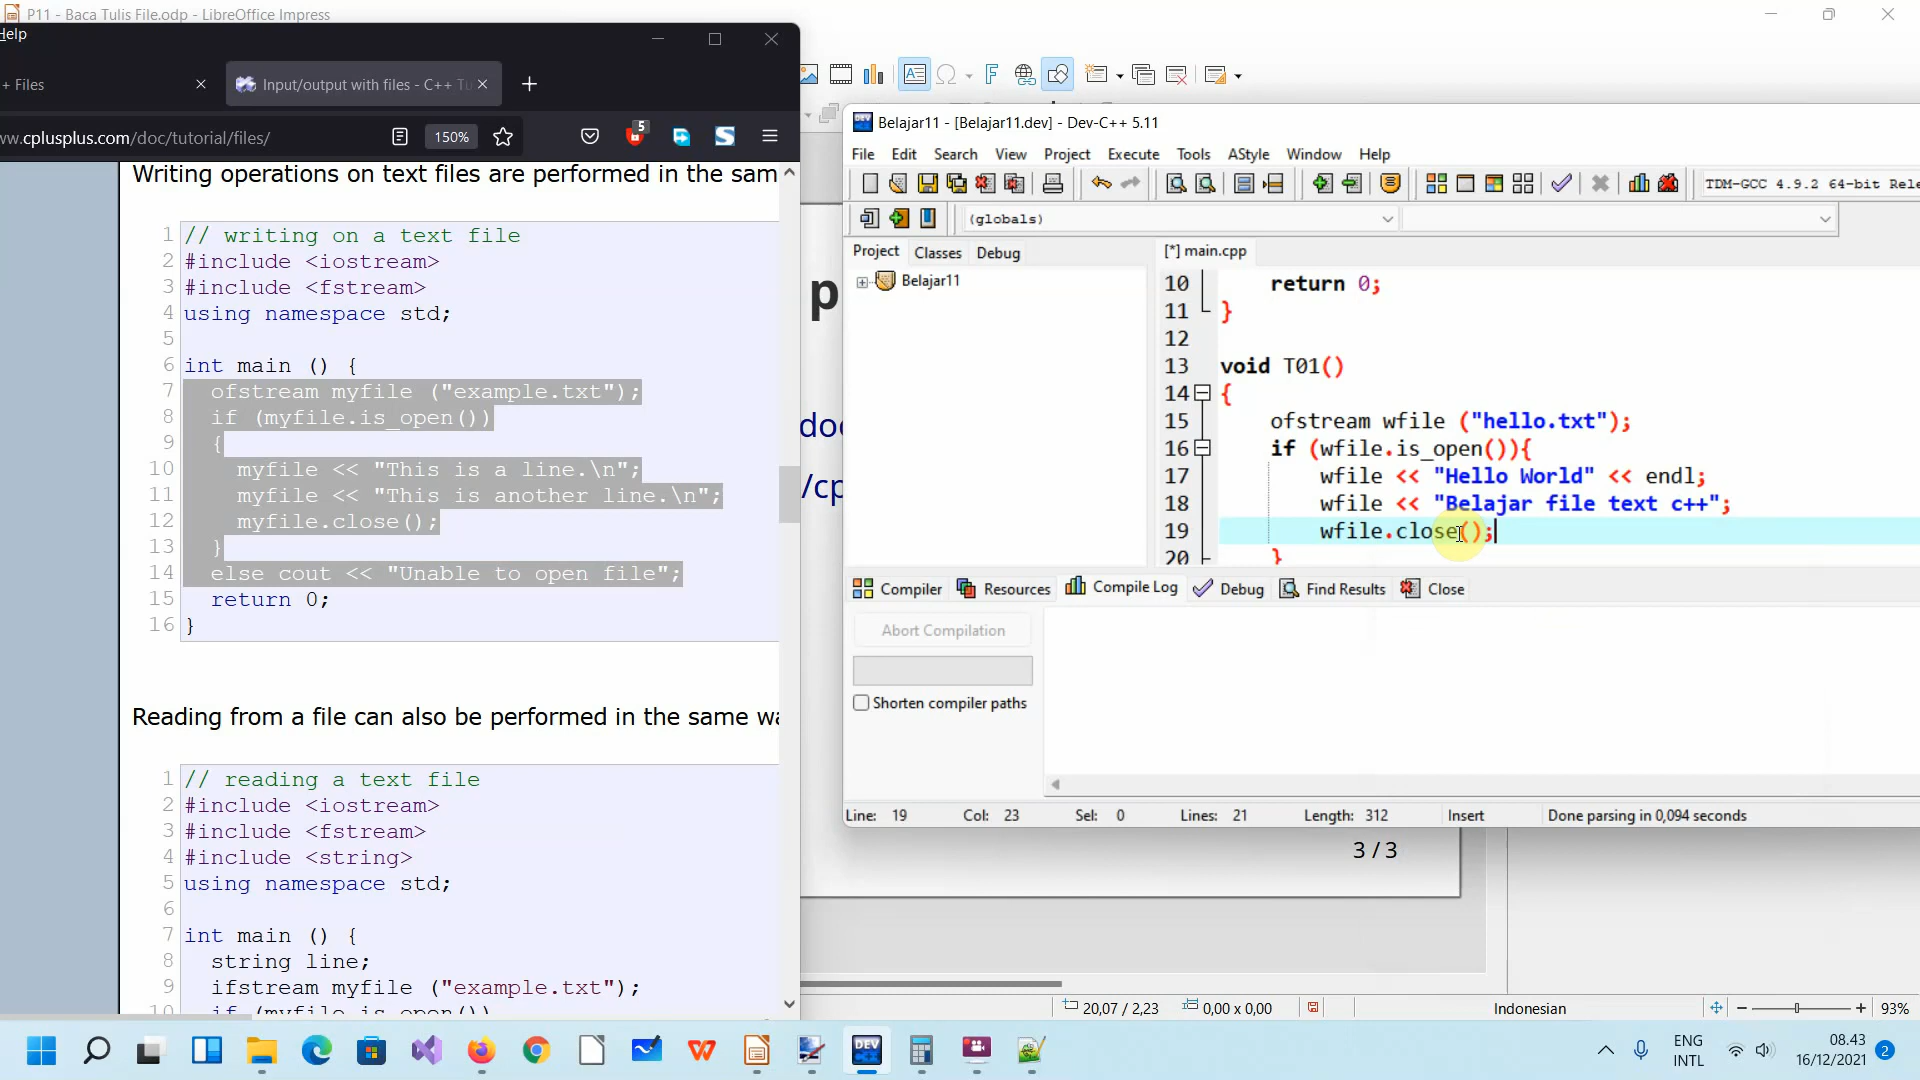 P11 - Baca Tulis File.odp - LibreOffice Impress
Help
+ Files
Input/output with files - C++ Tu
ww.cplusplus.com/doc/tutorial/files/
150%
5
Writing operations on text files are performed in the sam
1 // writing on a text file
2 #include <iostream>
3 #include <fstream>
4 using namespace std;
5
6 int main () {
7 ofstream myfile ("example.txt");
8 if (myfile.is_open())
9 {
10 myfile << "This is a line.\n";
11 myfile << "This is another line.\n";
12 myfile.close();
13 }
14 else cout << "Unable to open file";
15 return 0;
16 }
Reading from a file can also be performed in the same wa
1 // reading a text file
2 #include <iostream>
3 #include <fstream>
4 #include <string>
5 using namespace std;
6
7 int main () {
8 string line;
9 ifstream myfile ("example.txt");
10 if (myfile.is_open())
p
doc
/cp
Belajar11 - [Belajar11.dev] - Dev-C++ 5.11
File Edit Search View Project Execute Tools AStyle Window Help
TDM-GCC 4.9.2 64-bit Rele
(globals)
Project Classes Debug
[*] main.cpp
Belajar11
10 return 0;
11 }
12
13 void T01()
14 {
15 ofstream wfile ("hello.txt");
16 if (wfile.is_open()){
17 wfile << "Hello World" << endl;
18 wfile << "Belajar file text c++";
19 wfile.close();
20 }
Compiler Resources Compile Log Debug Find Results Close
Abort Compilation
Shorten compiler paths
Line: 19 Col: 23 Sel: 0 Lines: 21 Length: 312 Insert Done parsing in 0,094 seconds
3 / 3
20,07 / 2,23 0,00 x 0,00 Indonesian 93%
ENG
INTL
08.43
16/12/2021
2